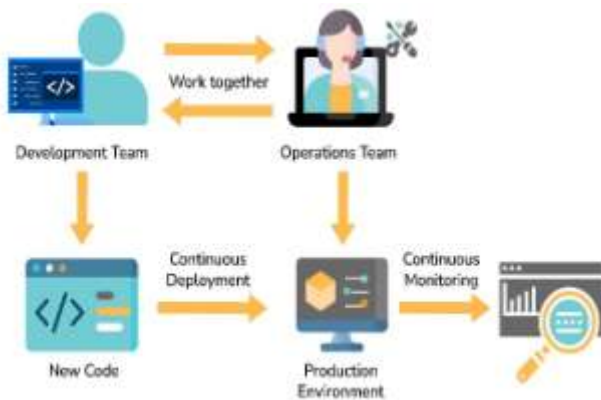 Work together
Development Team
Operations Team
Continuous
Deployment
Continuous
Monitoring
</>
</>
New Code
Production
Environment